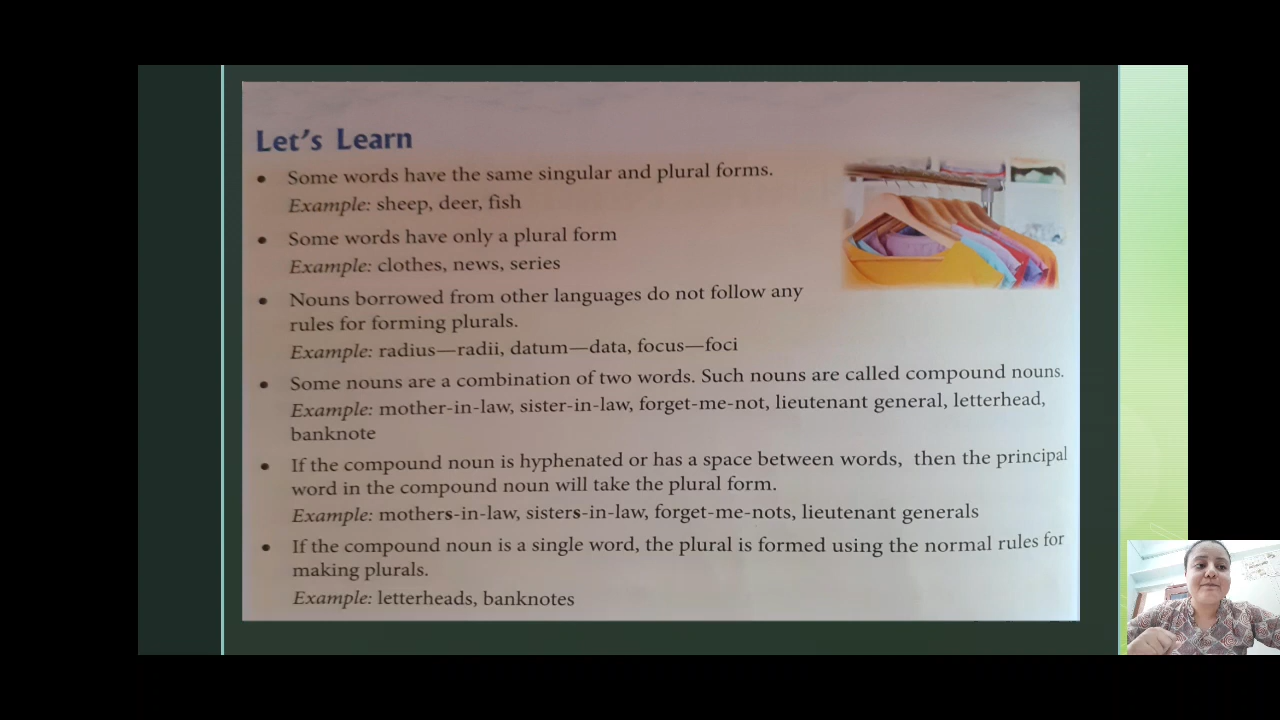 Let's Learn
• Some words have the same singular and plural forms.
Example: sheep, deer, fish
• Some words have only a plural form
Example: clothes, news, series
• Nouns borrowed from other languages do not follow any
rules for forming plurals.
Example: radius—radii, datum—data, focus—foci
• Some nouns are a combination of two words. Such nouns are called compound nouns.
Example: mother-in-law, sister-in-law, forget-me-not, lieutenant general, letterhead,
banknote
• If the compound noun is hyphenated or has a space between words, then the principal
word in the compound noun will take the plural form.
Example: mothers-in-law, sisters-in-law, forget-me-nots, lieutenant generals
• If the compound noun is a single word, the plural is formed using the normal rules for
making plurals.
Example: letterheads, banknotes